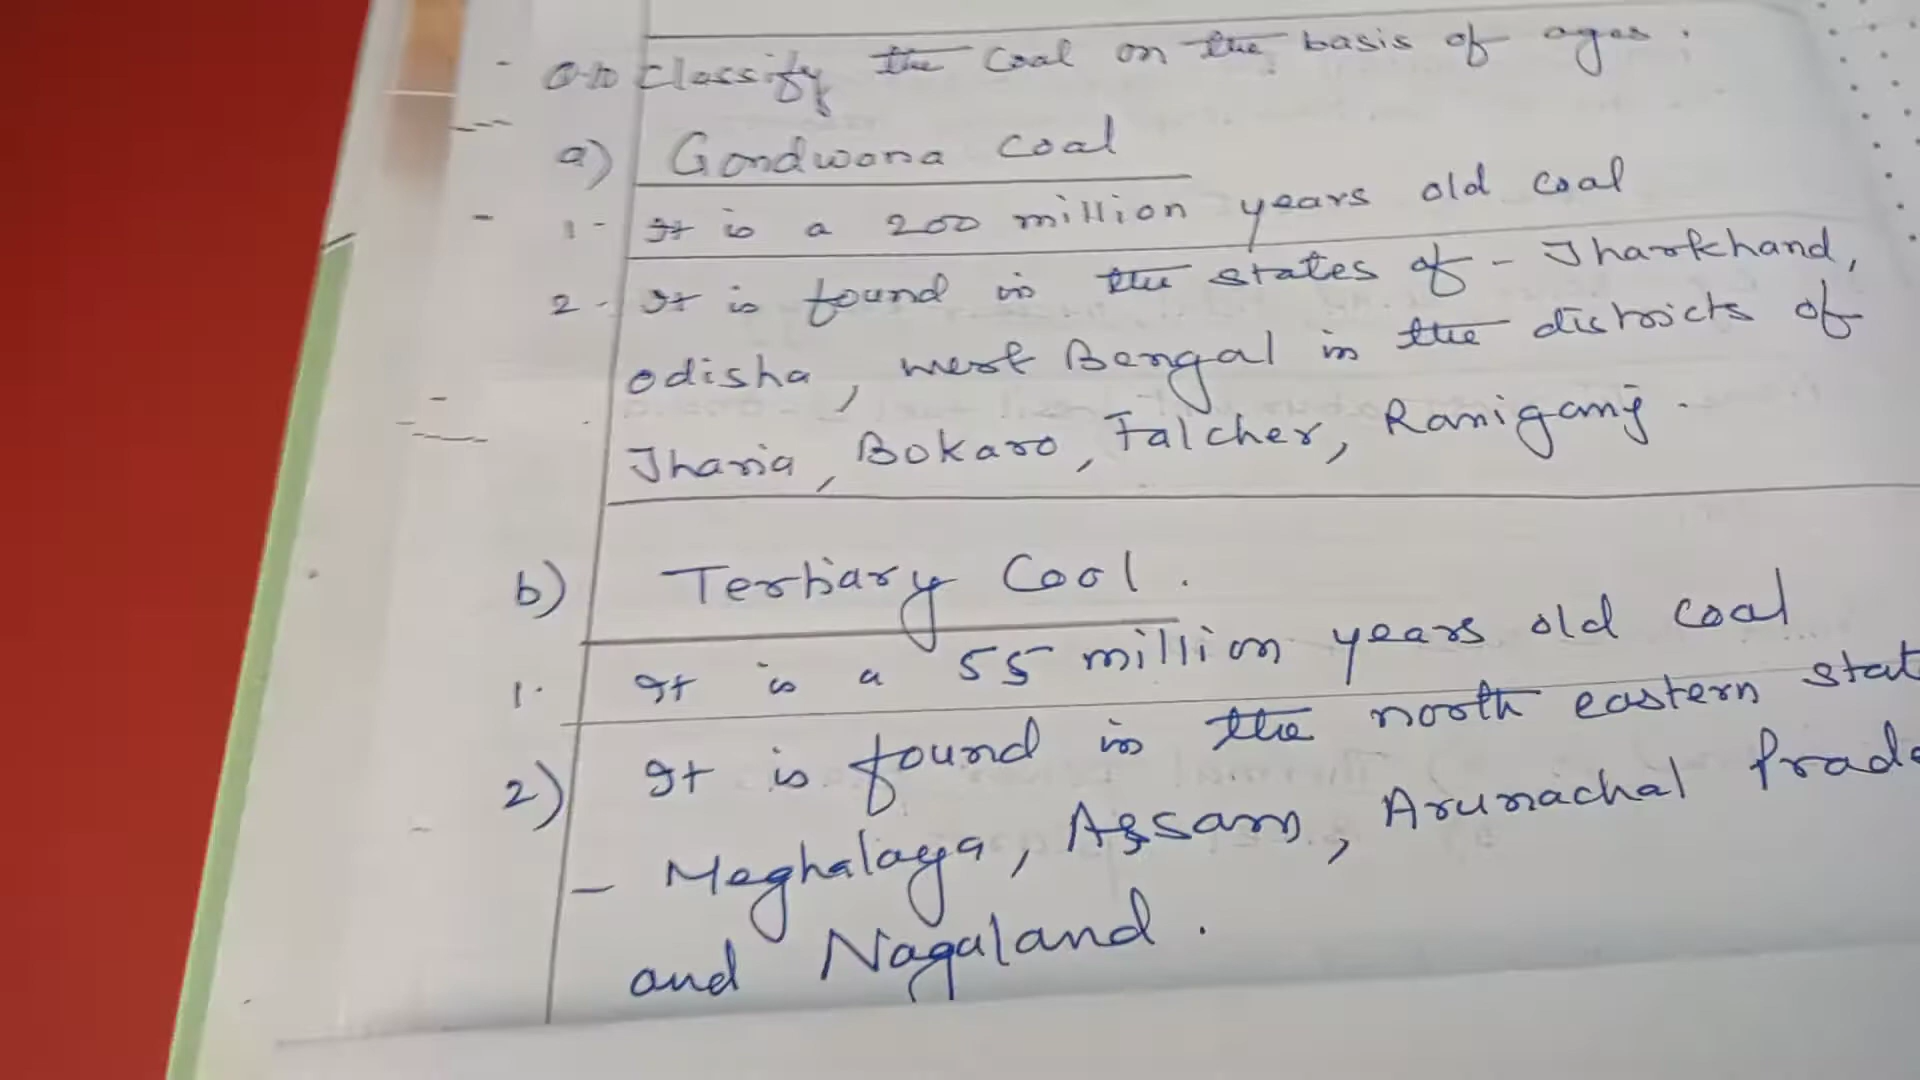 Q.10 Classify the Coal on the basis of ages.
a) Gondwana Coal
1- It is a 200 million years old coal
2- It is found in the states of - Jharkhand,
Odisha, West Bengal in the districts of
Jharia, Bokaro, Talcher, Raniganj.
b) Tertiary Coal.
1. It is a 55 million years old coal
2) It is found in the north eastern stat
- Meghalaya, Assam, Arunachal Prade
and Nagaland.